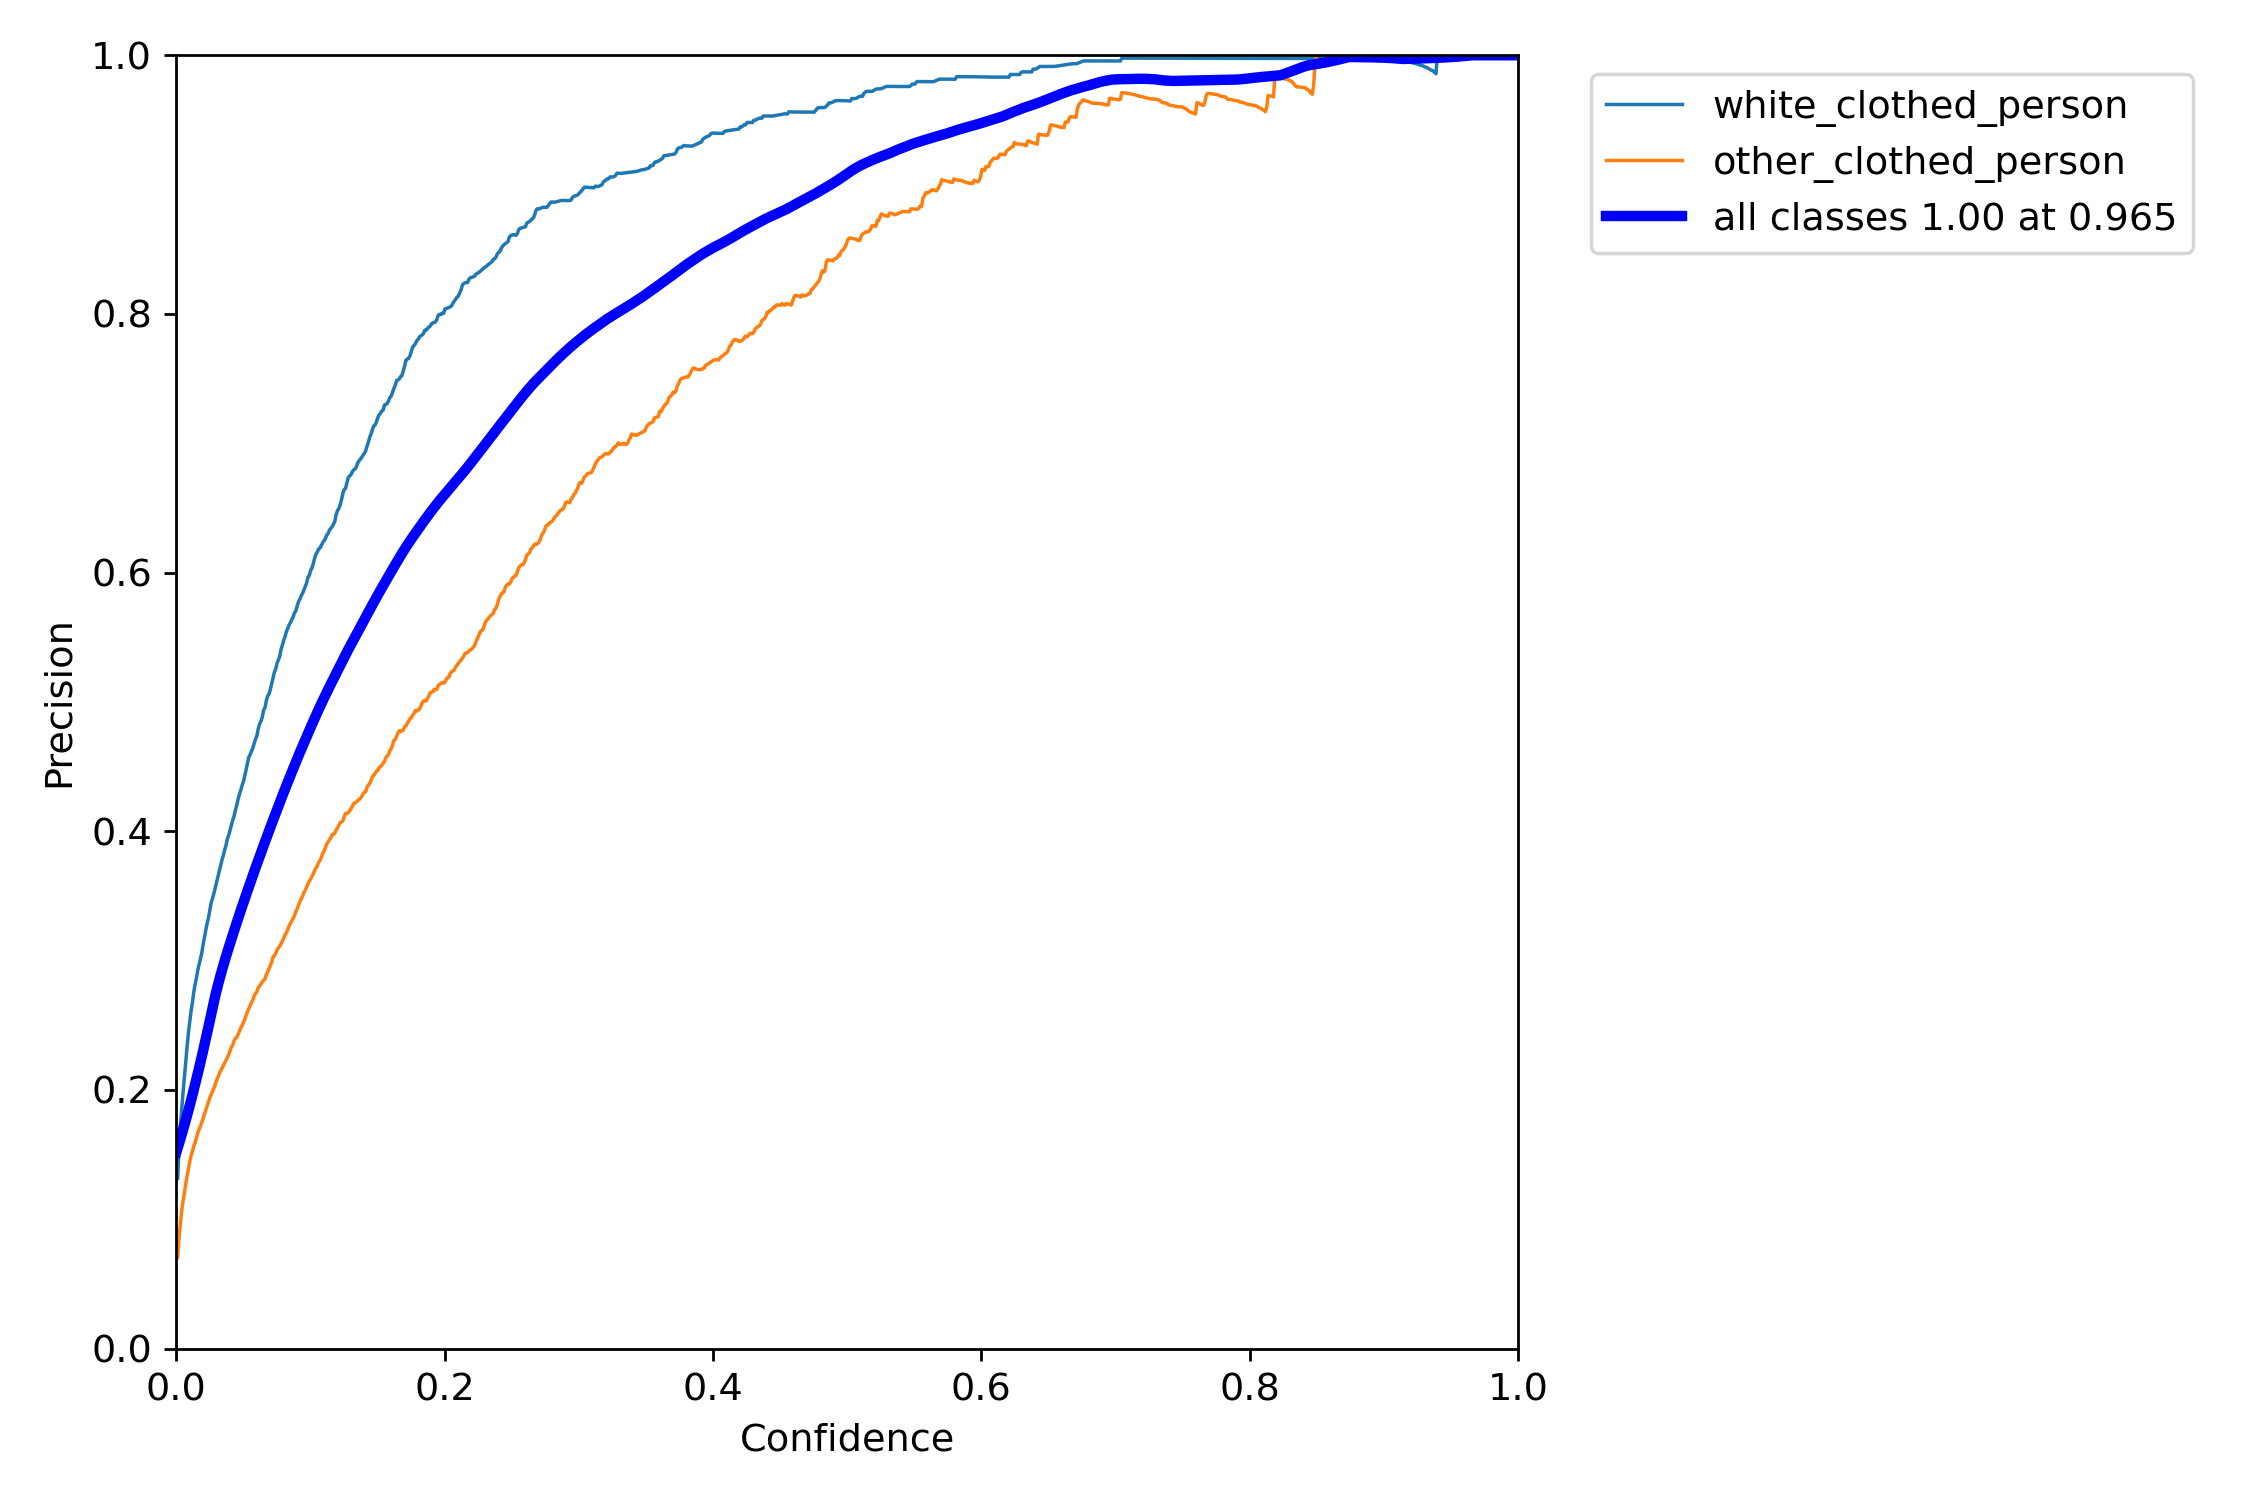 white_clothed_person
other_clothed_person
all classes 1.00 at 0.965
Precision
1.0
0.8
0.6
0.4
0.2
0.0
0.0 0.2 0.4 0.6 0.8 1.0
Confidence